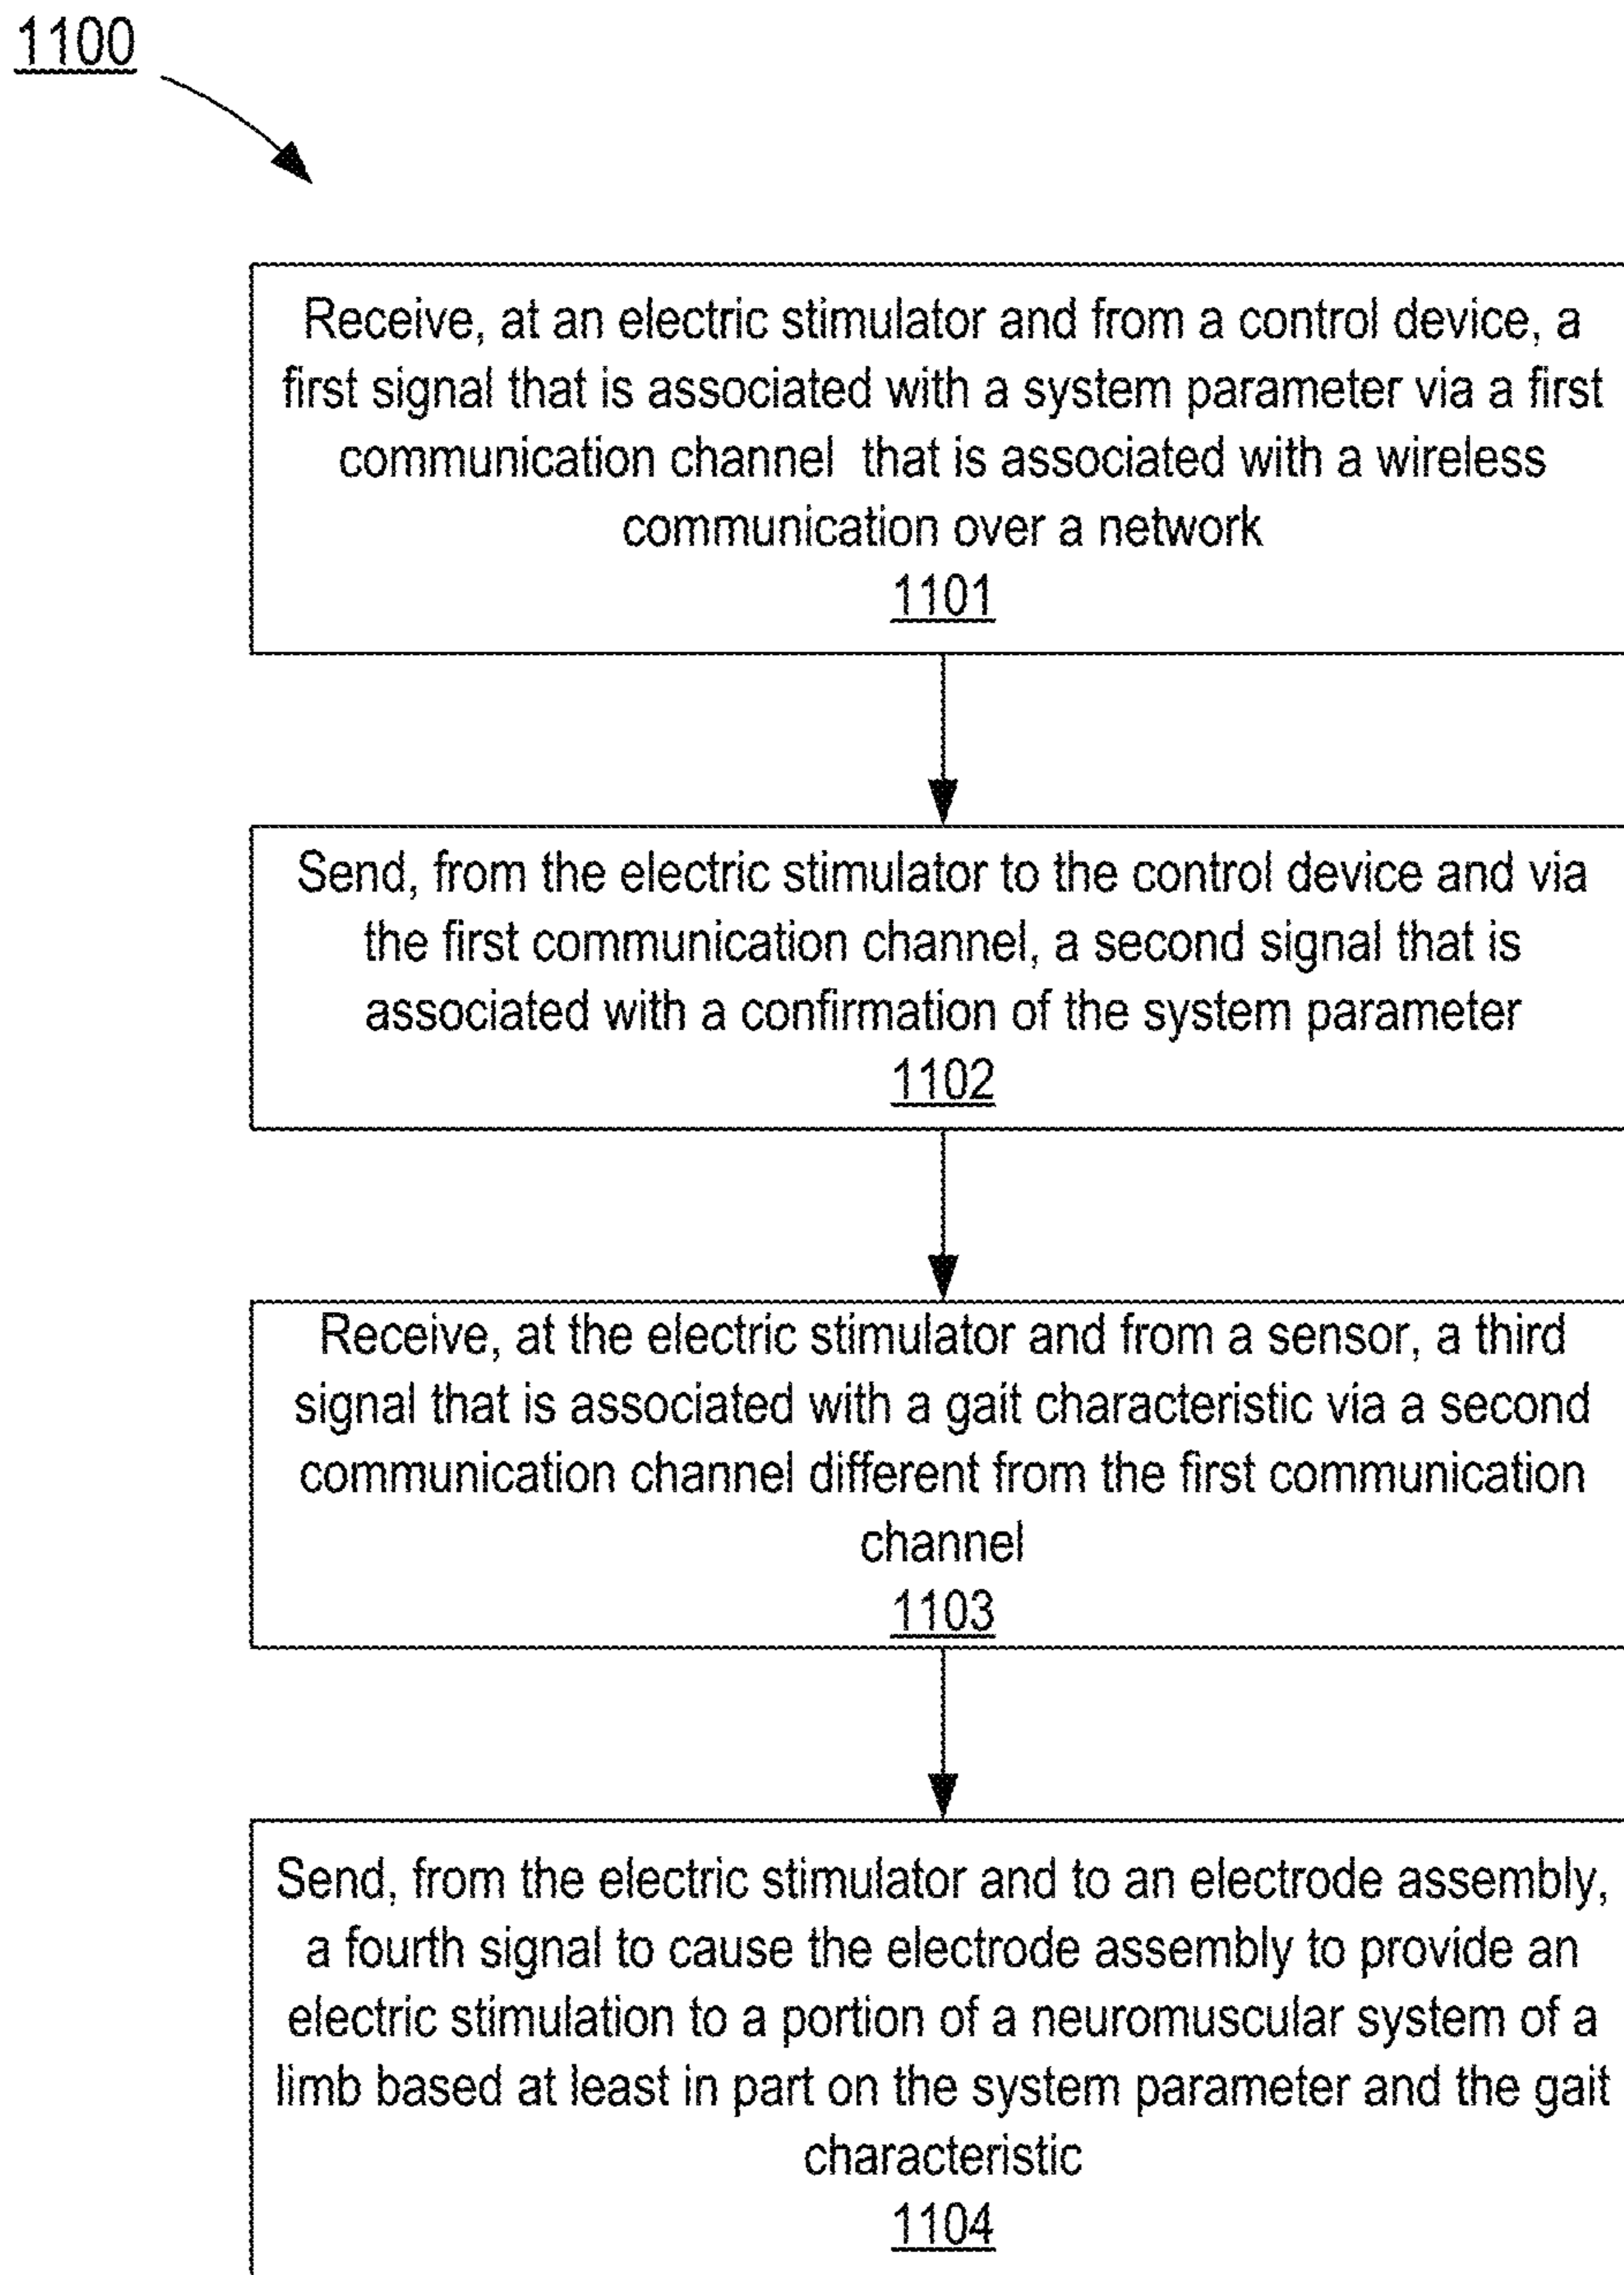 1100
Receive, at an electric stimulator and from a control device, a
first signal that is associated with a system parameter via a first
communication channel that is associated with a wireless
communication over a network
1101
Send, from the electric stimulator to the control device and via
the first communication channel, a second signal that is
associated with a confirmation of the system parameter
1102
Receive, at the electric stimulator and from a sensor, a third
signal that is associated with a gait characteristic via a second
communication channel different from the first communication
channel
1103
Send, from the electric stimulator and to an electrode assembly,
a fourth signal to cause the electrode assembly to provide an
electric stimulation to a portion of a neuromuscular system of a
limb based at least in part on the system parameter and the gait
characteristic
1104